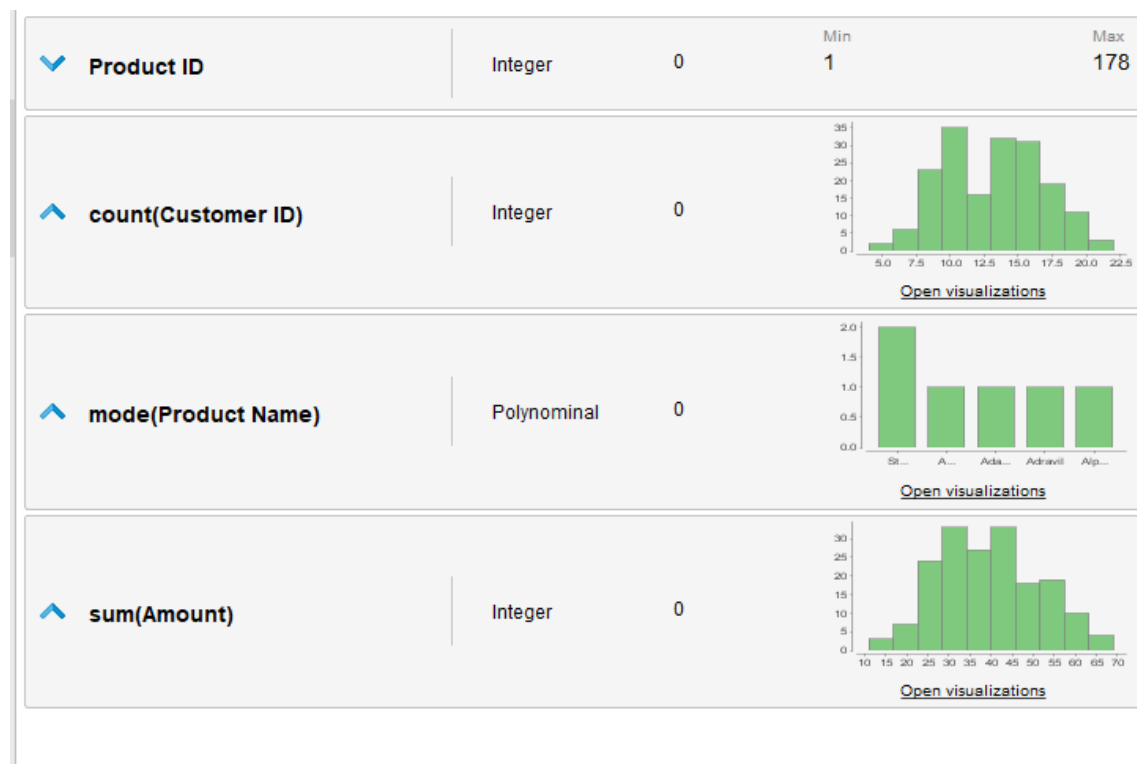 Min Max
Product ID Integer 0 1 178
count(Customer ID) Integer 0
35
30
25
20
15
10
5
0
5.0 7.5 10.0 12.5 15.0 17.5 20.0 22.5
Open visualizations
mode(Product Name) Polynominal 0
2.0
1.5
1.0
0.5
0.0
St... A... Ada... Adravil Alp...
Open visualizations
sum(Amount) Integer 0
30
25
20
15
10
5
0
10 15 20 25 30 35 40 45 50 55 60 65 70
Open visualizations